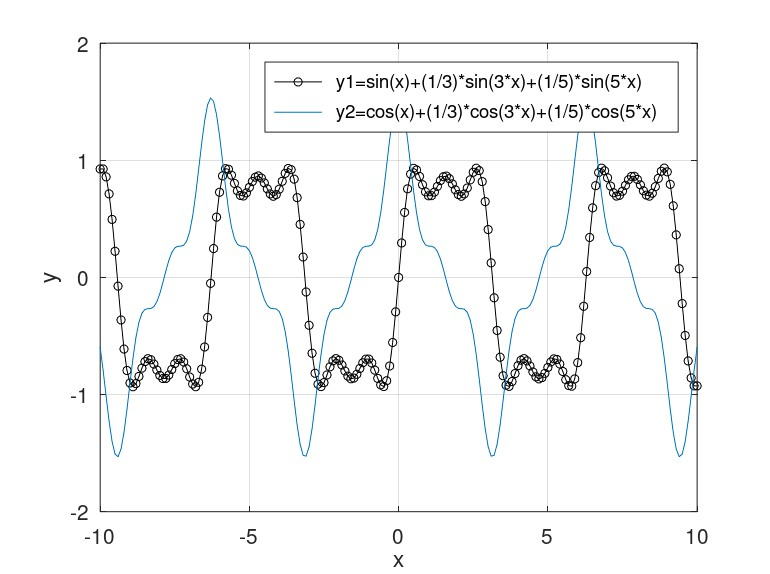 2
y1=sin(x)+(1/3)*sin(3*x)+(1/5)*sin(5*x)
y2=cos(x)+(1/3)*cos(3*x)+(1/5)*cos(5*x)
1
y
0
-1
-2
-10 -5 0 5 10
x